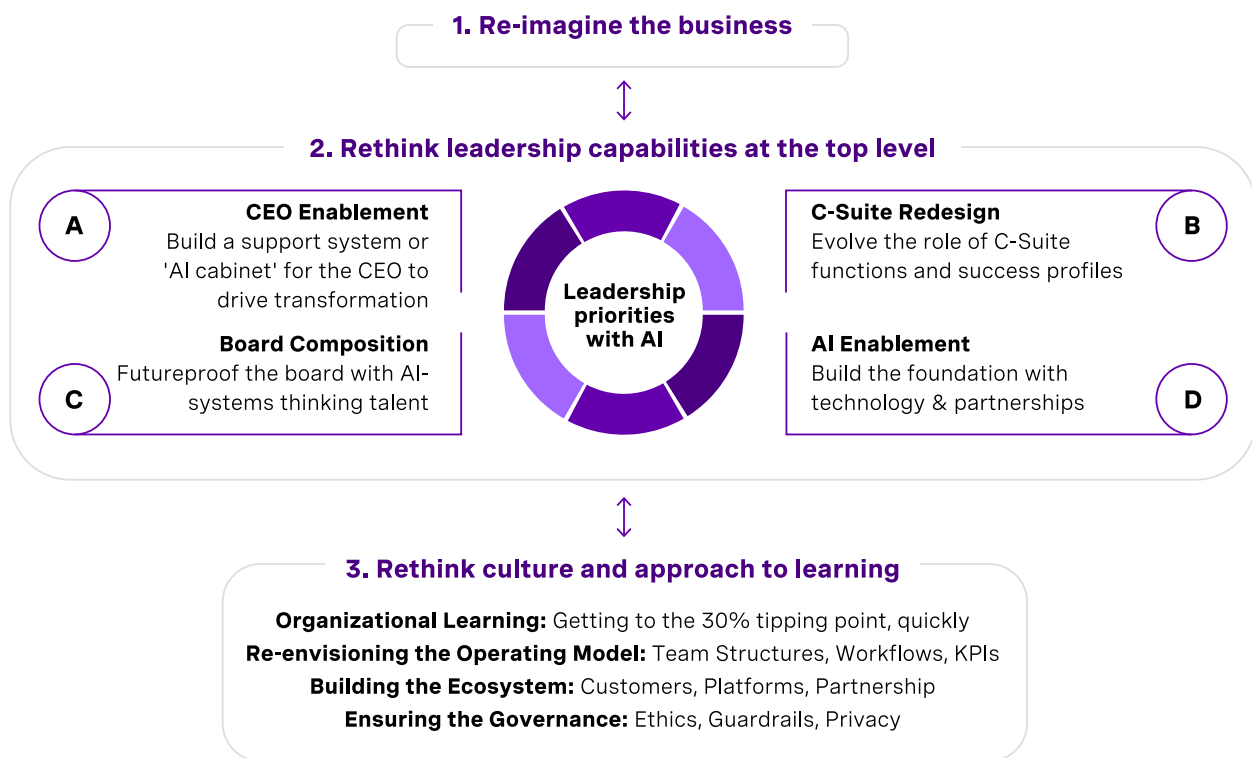 1. Re-imagine the business
2. Rethink leadership capabilities at the top level
A
CEO Enablement
Build a support system or
'AI cabinet' for the CEO to
drive transformation
B
C-Suite Redesign
Evolve the role of C-Suite
functions and success profiles
Leadership
priorities
with AI
C
Board Composition
Futureproof the board with AI-
systems thinking talent
D
AI Enablement
Build the foundation with
technology & partnerships
3. Rethink culture and approach to learning
Organizational Learning: Getting to the 30% tipping point, quickly
Re-envisioning the Operating Model: Team Structures, Workflows, KPIs
Building the Ecosystem: Customers, Platforms, Partnership
Ensuring the Governance: Ethics, Guardrails, Privacy